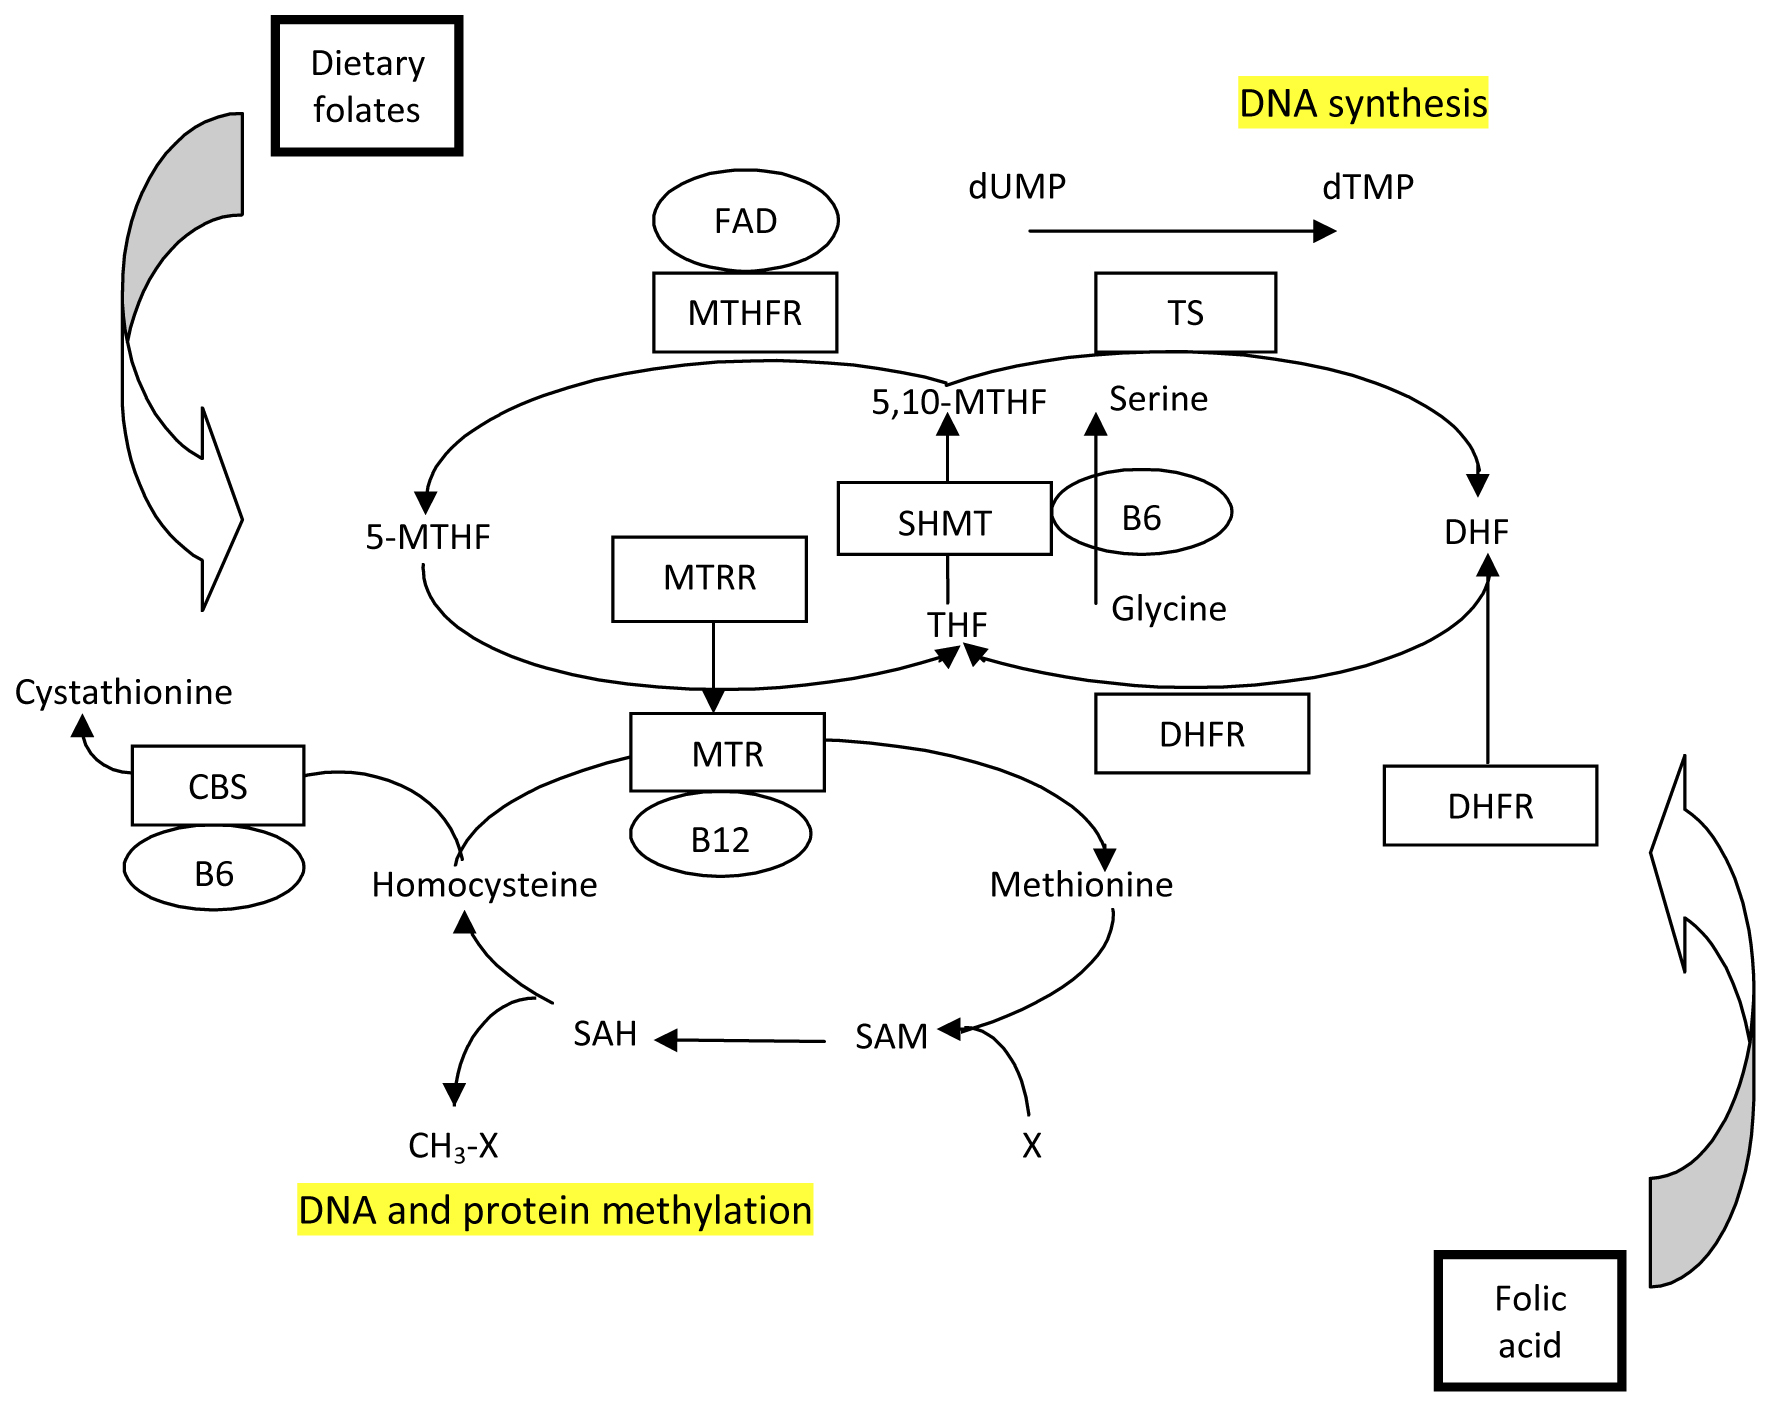 Dietary
folates
DNA synthesis
dUMP
dTMP
FAD
MTHFR
TS
5,10-MTHF
Serine
5-MTHF
SHMT
B6
DHF
MTRR
THF
Glycine
Cystathionine
CBS
MTR
DHFR
DHFR
B6
B12
Homocysteine
Methionine
SAH
SAM
CH₃-X
X
DNA and protein methylation
Folic
acid